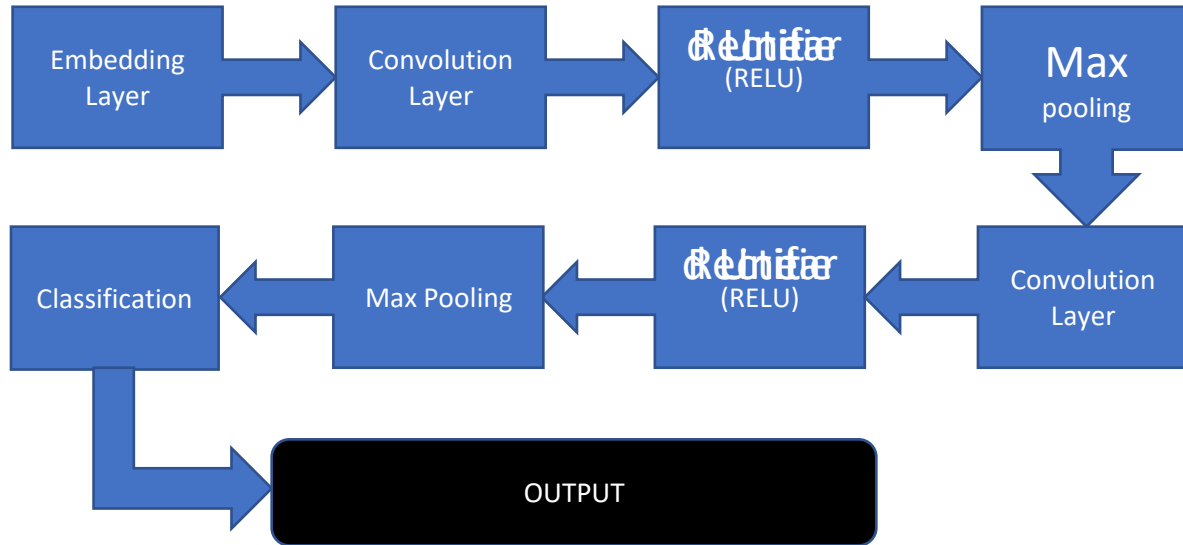 Embedding
Layer
Convolution
Layer
(RELU)
Max
pooling
Classification
Max Pooling
(RELU)
Convolution
Layer
OUTPUT